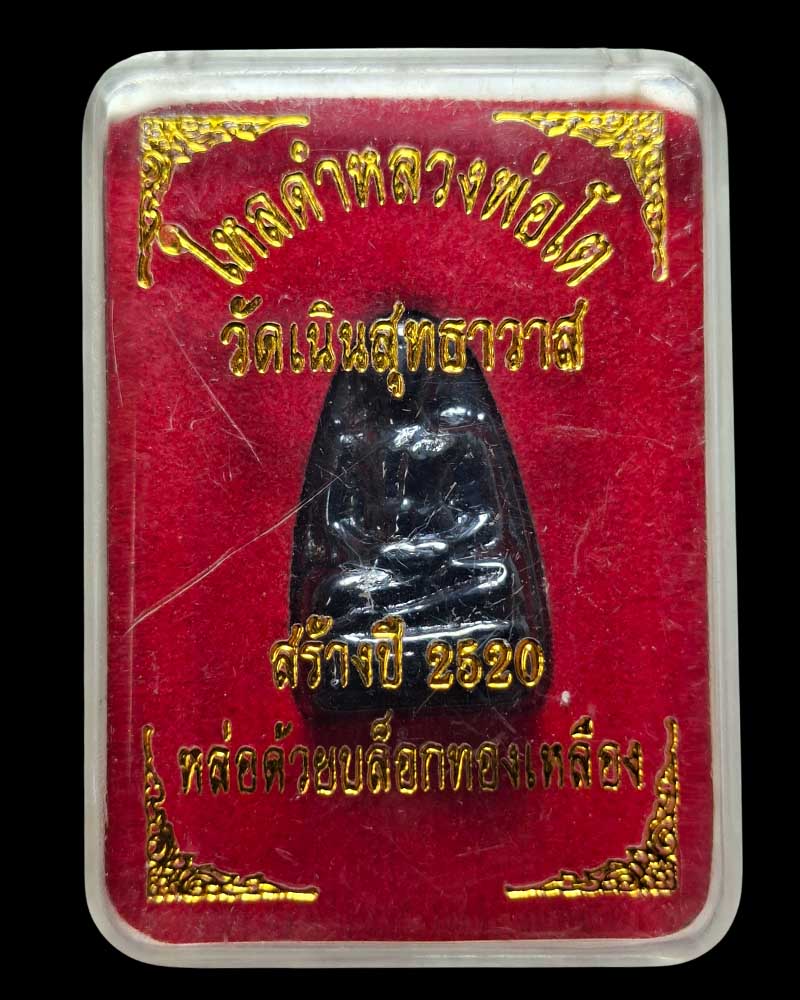 ไหลดำหลวงพ่อโต
วัดเนินสุทธาวาส
สร้างปี 2520
หล่อด้วยบล็อกทองเหลือง